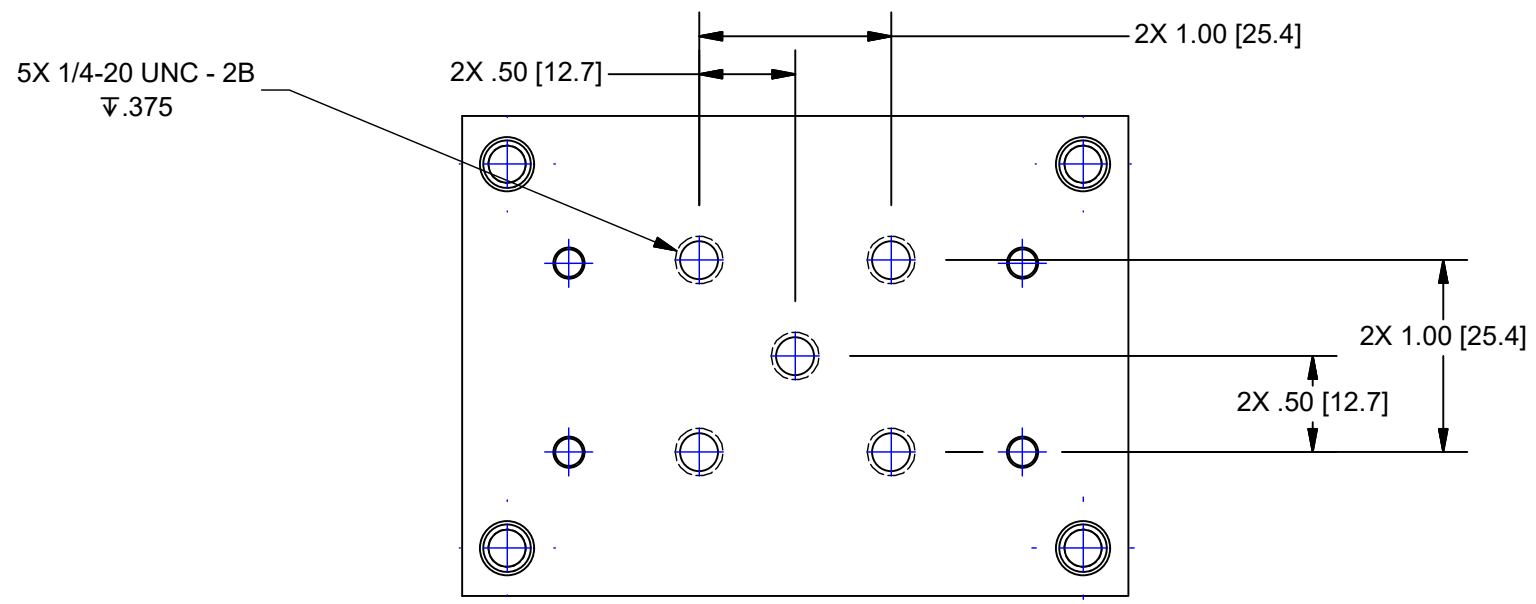 2X 1.00 [25.4]
5X 1/4-20 UNC - 2B
2X .50 [12.7]
↧.375
2X 1.00 [25.4]
2X .50 [12.7]